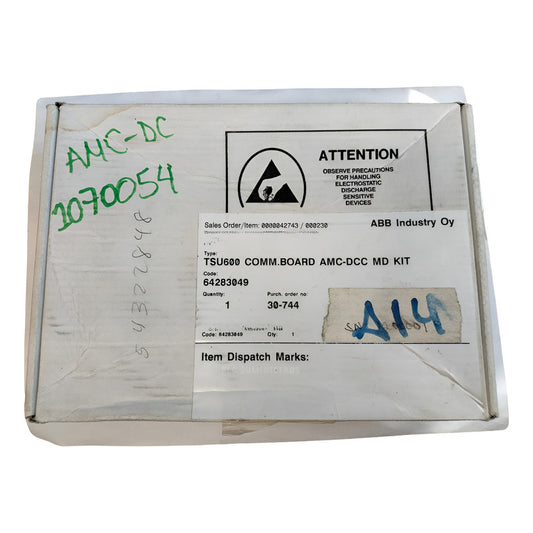 AMC-DC
1070054
54322848
ATTENTION
OBSERVE PRECAUTIONS
FOR HANDLING
ELECTROSTATIC
DISCHARGE
SENSITIVE
DEVICES
Sales Order/Item: 0000042743 / 000230
ABB Industry Oy
Type:
TSU600 COMM.BOARD AMC-DCC MD KIT
Code:
64283049
Quantity:
Purch. order no:
1
30-744
A14
Code: 64283049
Qty: 1
Item Dispatch Marks: